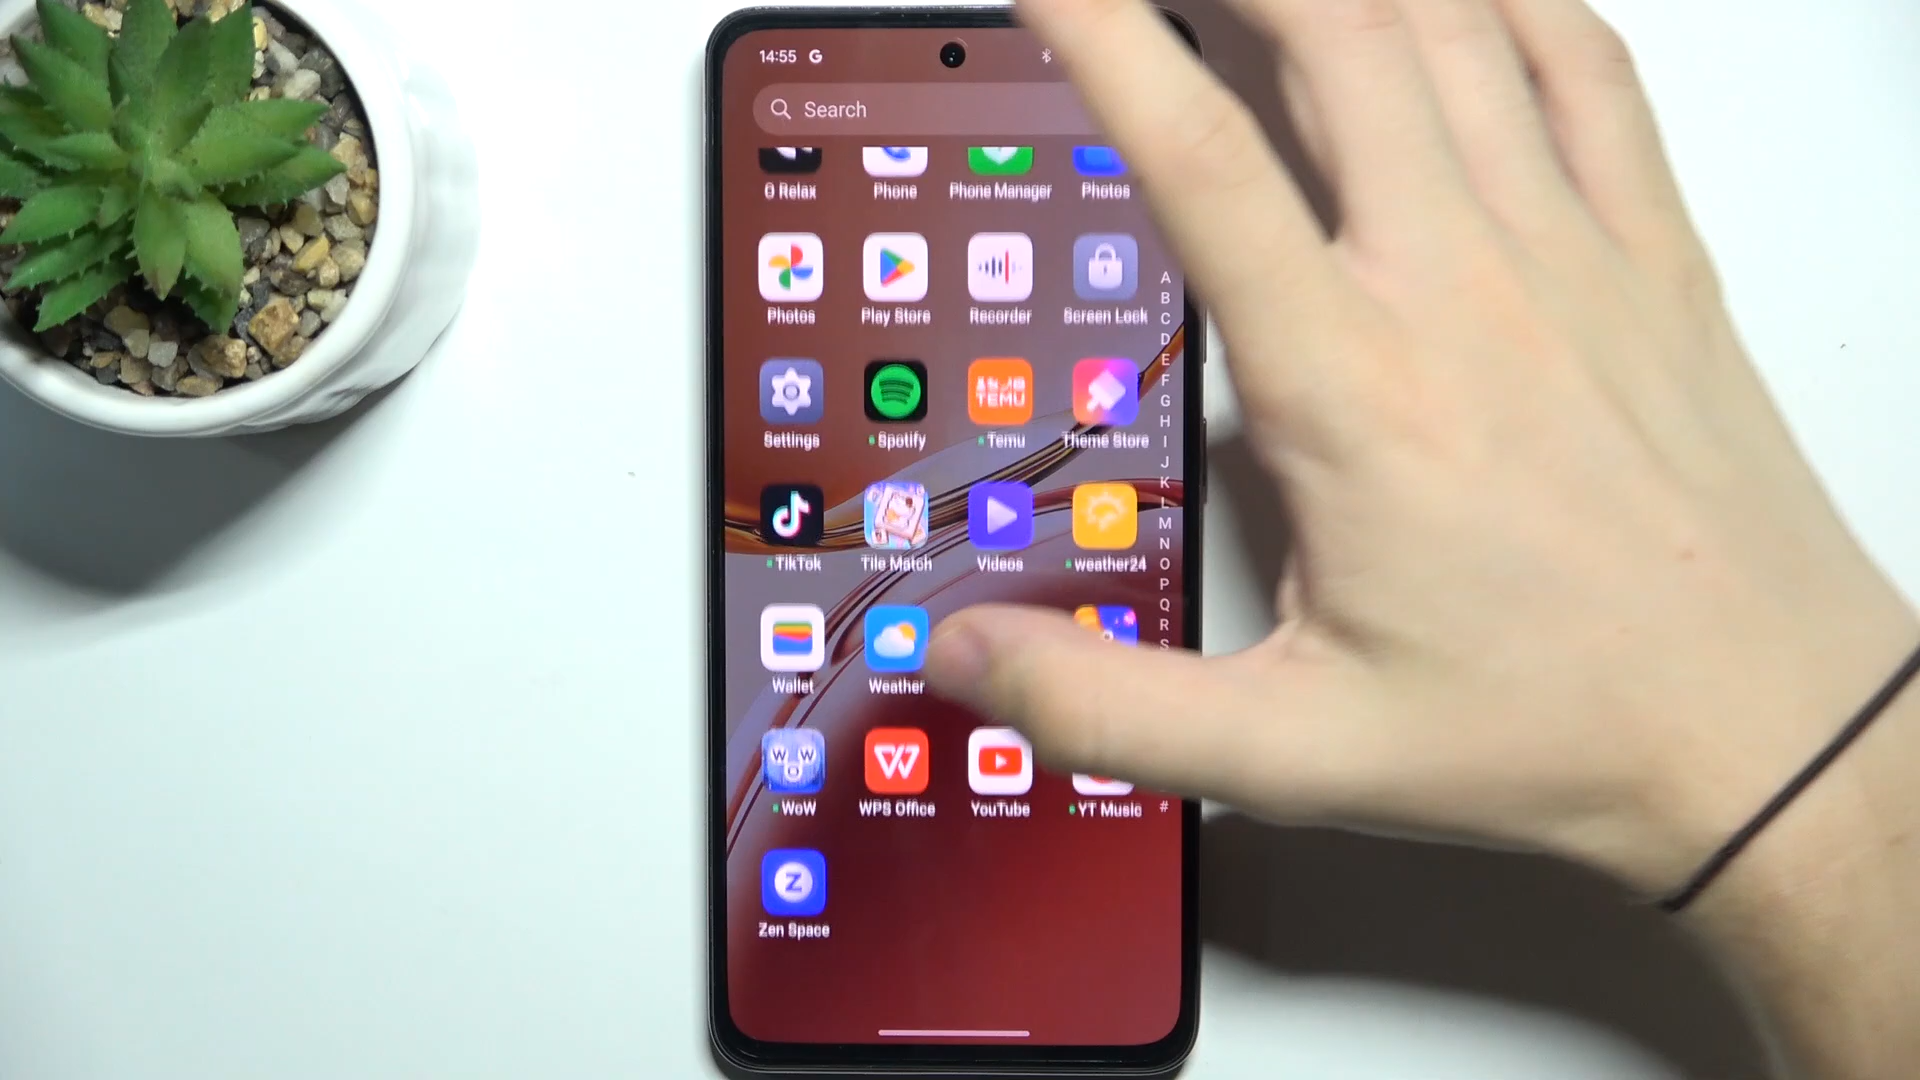 14:55 G
Search
O Relax Phone Phone Manager Photos
Photos Play Store Recorder Screen Lock
TEMU
Settings Spotify Temu Theme Store
TikTok Tile Match Videos weather24
Wallet Weather
W W
O
W
Z
WoW WPS Office YouTube YT Music
Zen Space
A
B
C
D
E
F
G
H
I
J
K
L
M
N
O
P
Q
R
S
#